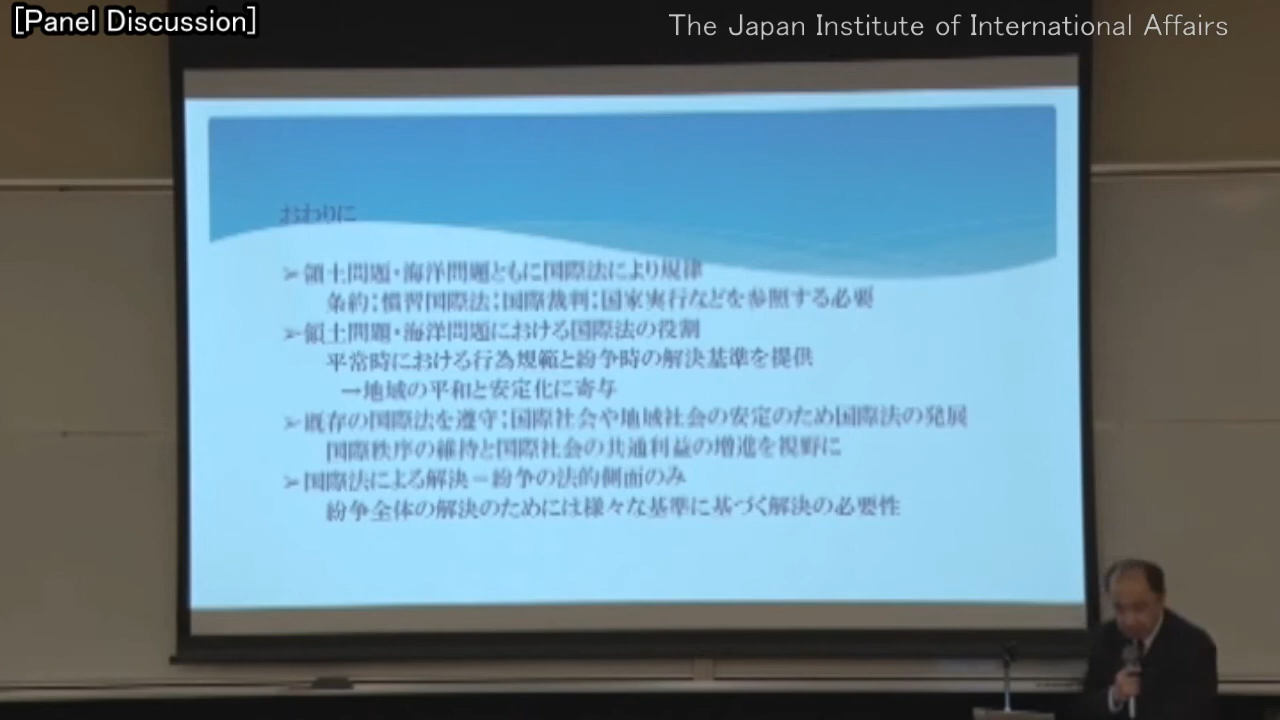 [Panel Discussion]
The Japan Institute of International Affairs
おわりに
➢領土問題・海洋問題ともに国際法により規律
条約；慣習国際法；国際裁判；国家実行などを参照する必要
➢領土問題・海洋問題における国際法の役割
平常時における行為規範と紛争時の解決基準を提供
→地域の平和と安定化に寄与
➢既存の国際法を遵守；国際社会や地域社会の安定のため国際法の発展
国際秩序の維持と国際社会の共通利益の増進を視野に
➢国際法による解決＝紛争の法的側面のみ
紛争全体の解決のためには様々な基準に基づく解決の必要性